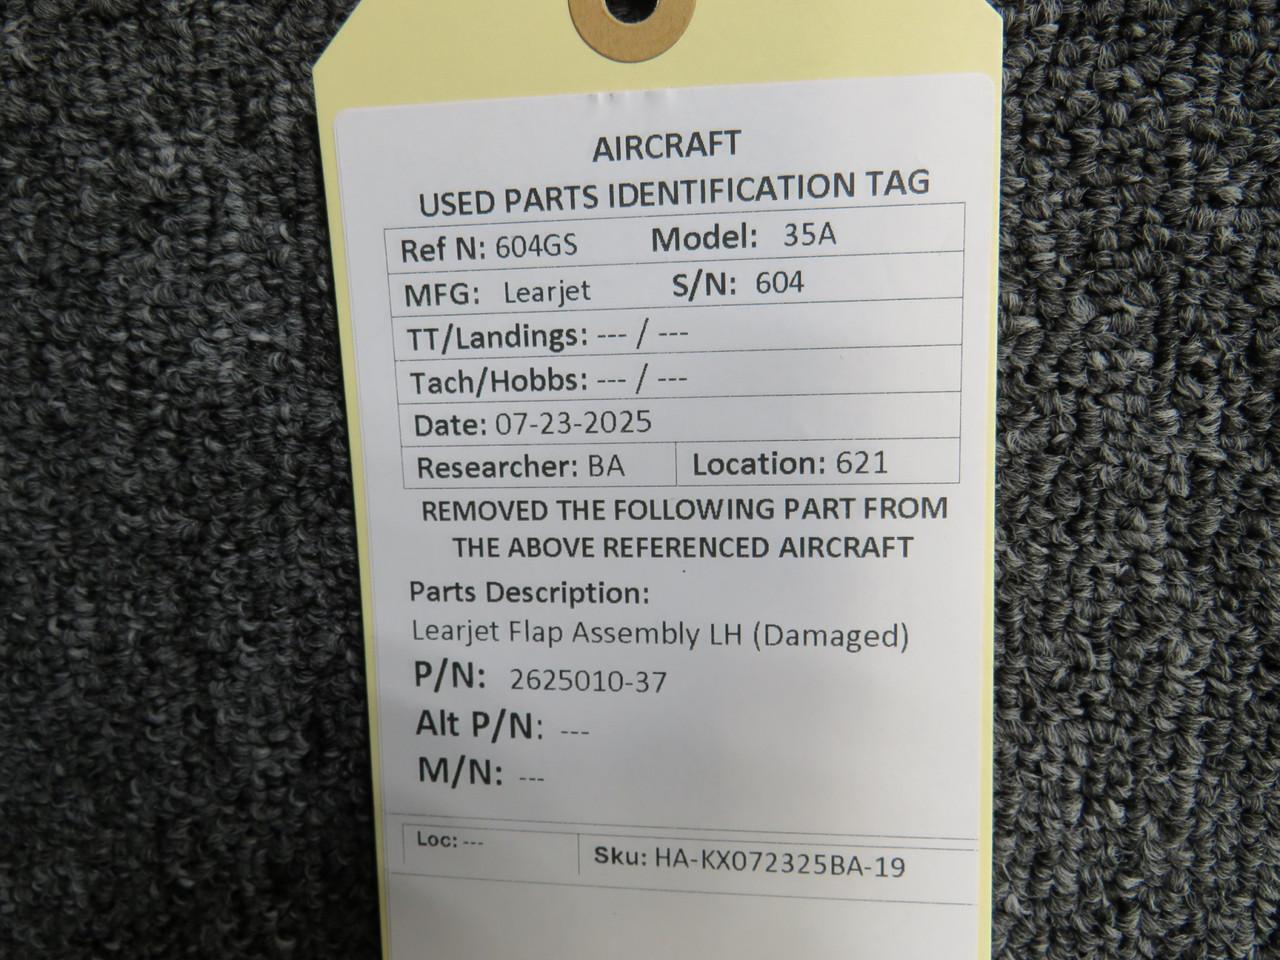 AIRCRAFT
USED PARTS IDENTIFICATION TAG
Ref N: 604GS Model: 35A
MFG: Learjet S/N: 604
TT/Landings: --- / ---
Tach/Hobbs: --- / ---
Date: 07-23-2025
Researcher: BA Location: 621
REMOVED THE FOLLOWING PART FROM
THE ABOVE REFERENCED AIRCRAFT
Parts Description:
Learjet Flap Assembly LH (Damaged)
P/N: 2625010-37
Alt P/N: ---
M/N: ---
Loc: --- Sku: HA-KX072325BA-19